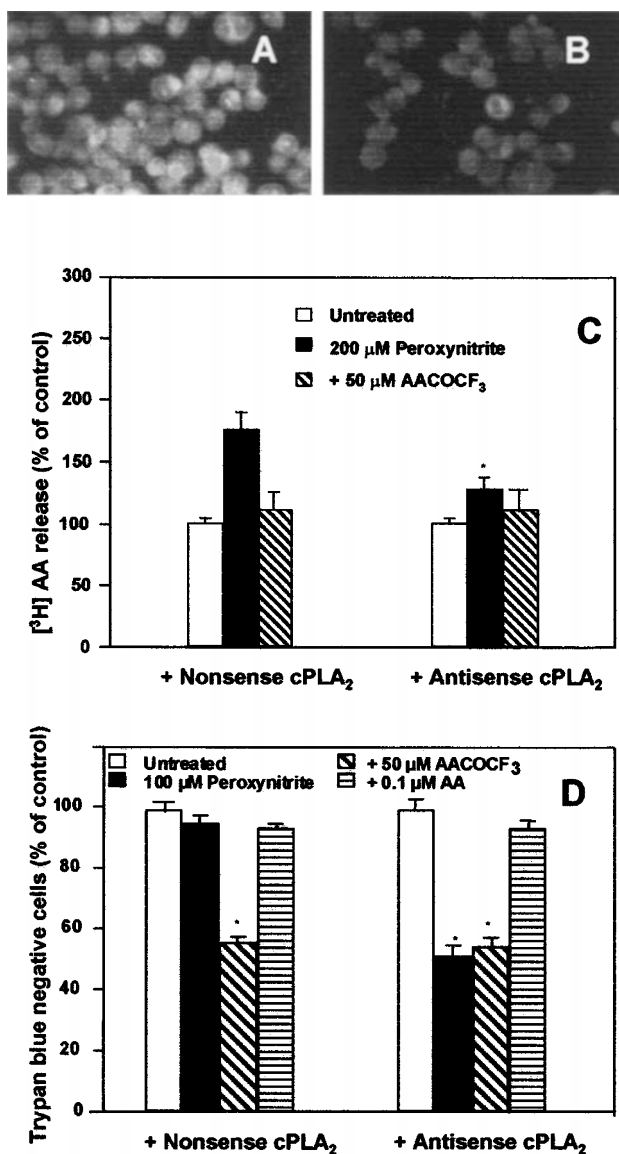 A
B
300
250
200
150
100
50
0
[³H] AA release (% of control)
Untreated
200 µM Peroxynitrite
+ 50 µM AACOCF₃
C
*
+ Nonsense cPLA₂
+ Antisense cPLA₂
100
80
60
40
20
0
Trypan blue negative cells (% of control)
Untreated
+ 50 µM AACOCF₃
100 µM Peroxynitrite
+ 0.1 µM AA
D
*
* *
+ Nonsense cPLA₂
+ Antisense cPLA₂